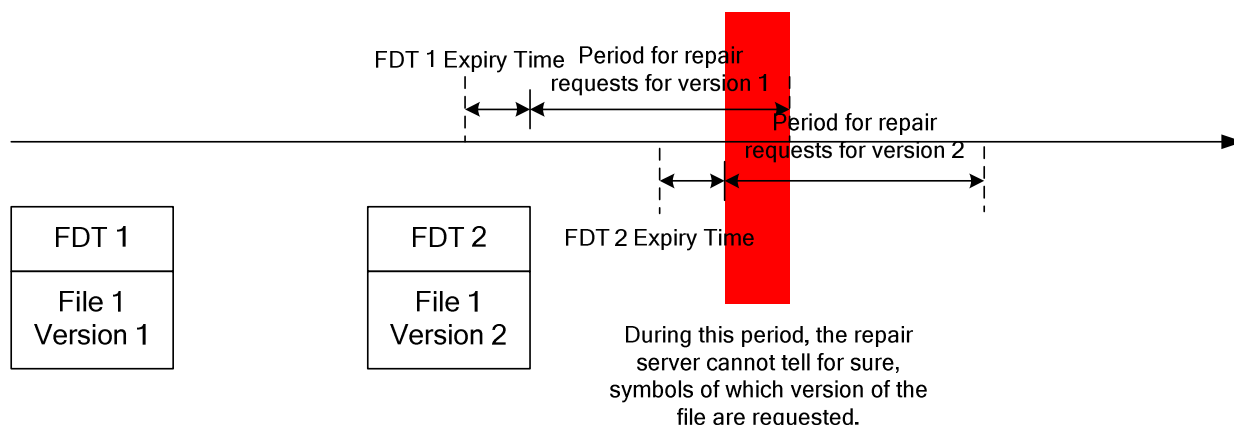 FDT 1 Expiry Time
Period for repair
requests for version 1
Period for repair
requests for version 2
FDT 2 Expiry Time
FDT 1
File 1
Version 1
FDT 2
File 1
Version 2
During this period, the repair
server cannot tell for sure,
symbols of which version of the
file are requested.